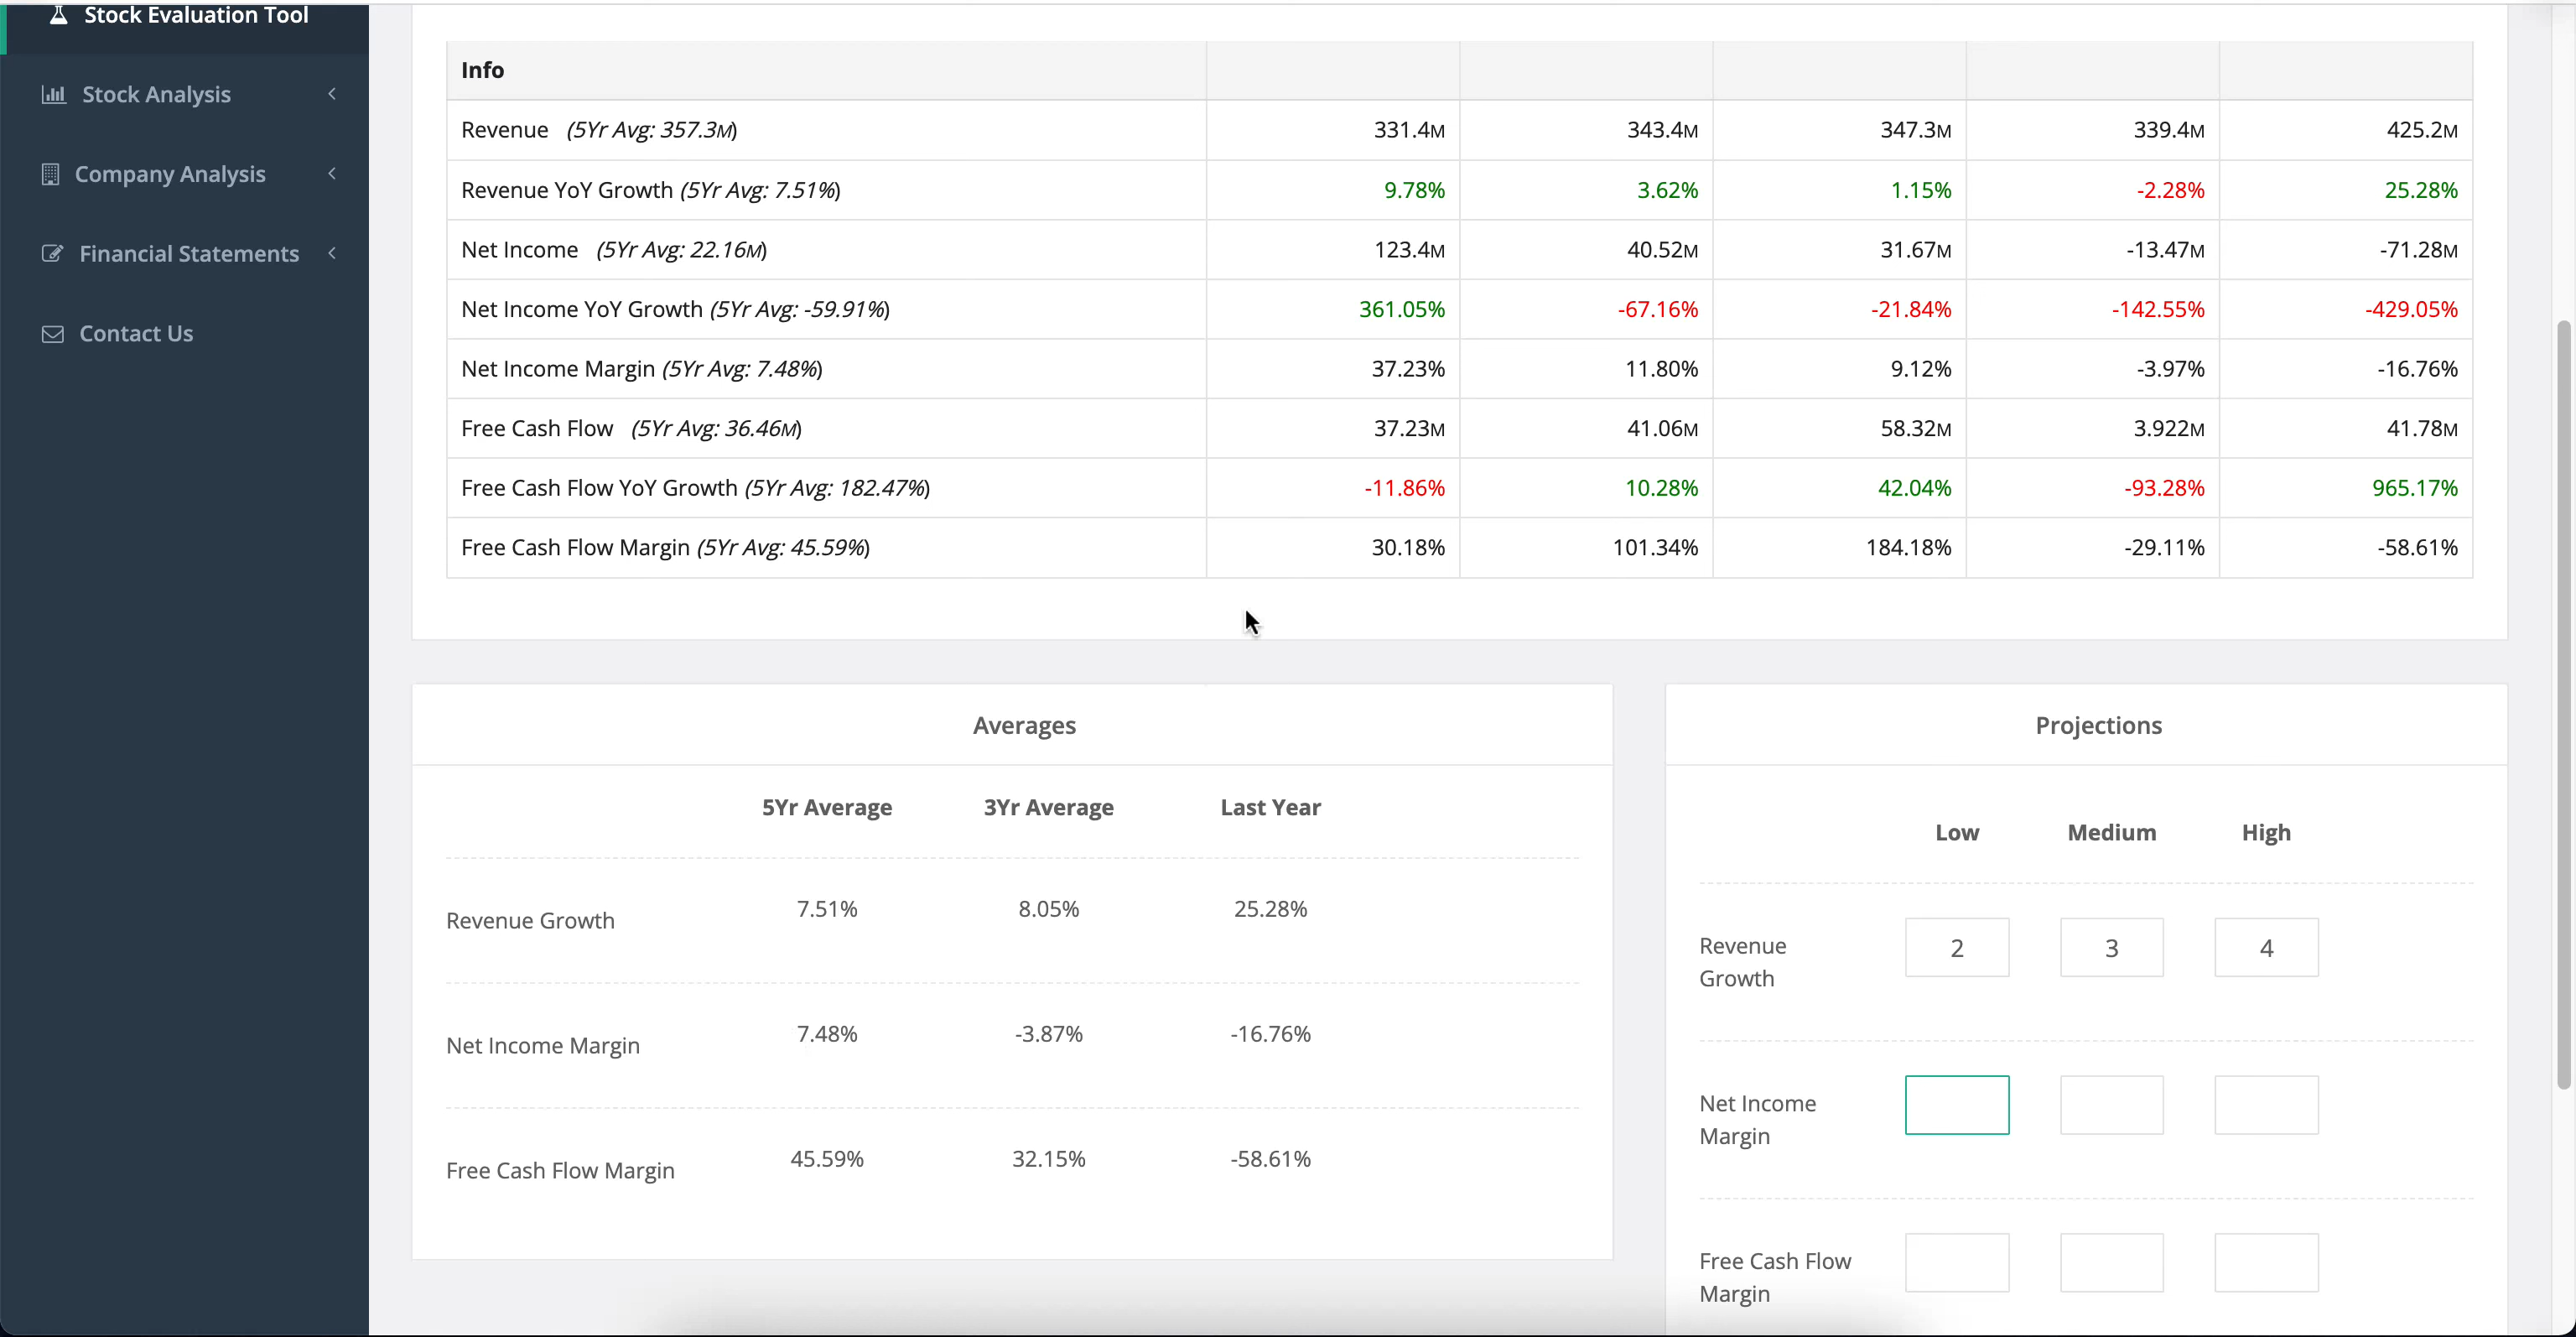 Stock Evaluation Tool
Stock Analysis
Company Analysis
Financial Statements
Contact Us
Info
Revenue (5Yr Avg: 357.3M) 331.4M 343.4M 347.3M 339.4M 425.2M
Revenue YoY Growth (5Yr Avg: 7.51%) 9.78% 3.62% 1.15% -2.28% 25.28%
Net Income (5Yr Avg: 22.16M) 123.4M 40.52M 31.67M -13.47M -71.28M
Net Income YoY Growth (5Yr Avg: -59.91%) 361.05% -67.16% -21.84% -142.55% -429.05%
Net Income Margin (5Yr Avg: 7.48%) 37.23% 11.80% 9.12% -3.97% -16.76%
Free Cash Flow (5Yr Avg: 36.46M) 37.23M 41.06M 58.32M 3.922M 41.78M
Free Cash Flow YoY Growth (5Yr Avg: 182.47%) -11.86% 10.28% 42.04% -93.28% 965.17%
Free Cash Flow Margin (5Yr Avg: 45.59%) 30.18% 101.34% 184.18% -29.11% -58.61%
Averages
5Yr Average 3Yr Average Last Year
Revenue Growth 7.51% 8.05% 25.28%
Net Income Margin 7.48% -3.87% -16.76%
Free Cash Flow Margin 45.59% 32.15% -58.61%
Projections
Low Medium High
Revenue
Growth
2 3 4
Net Income
Margin
Free Cash Flow
Margin